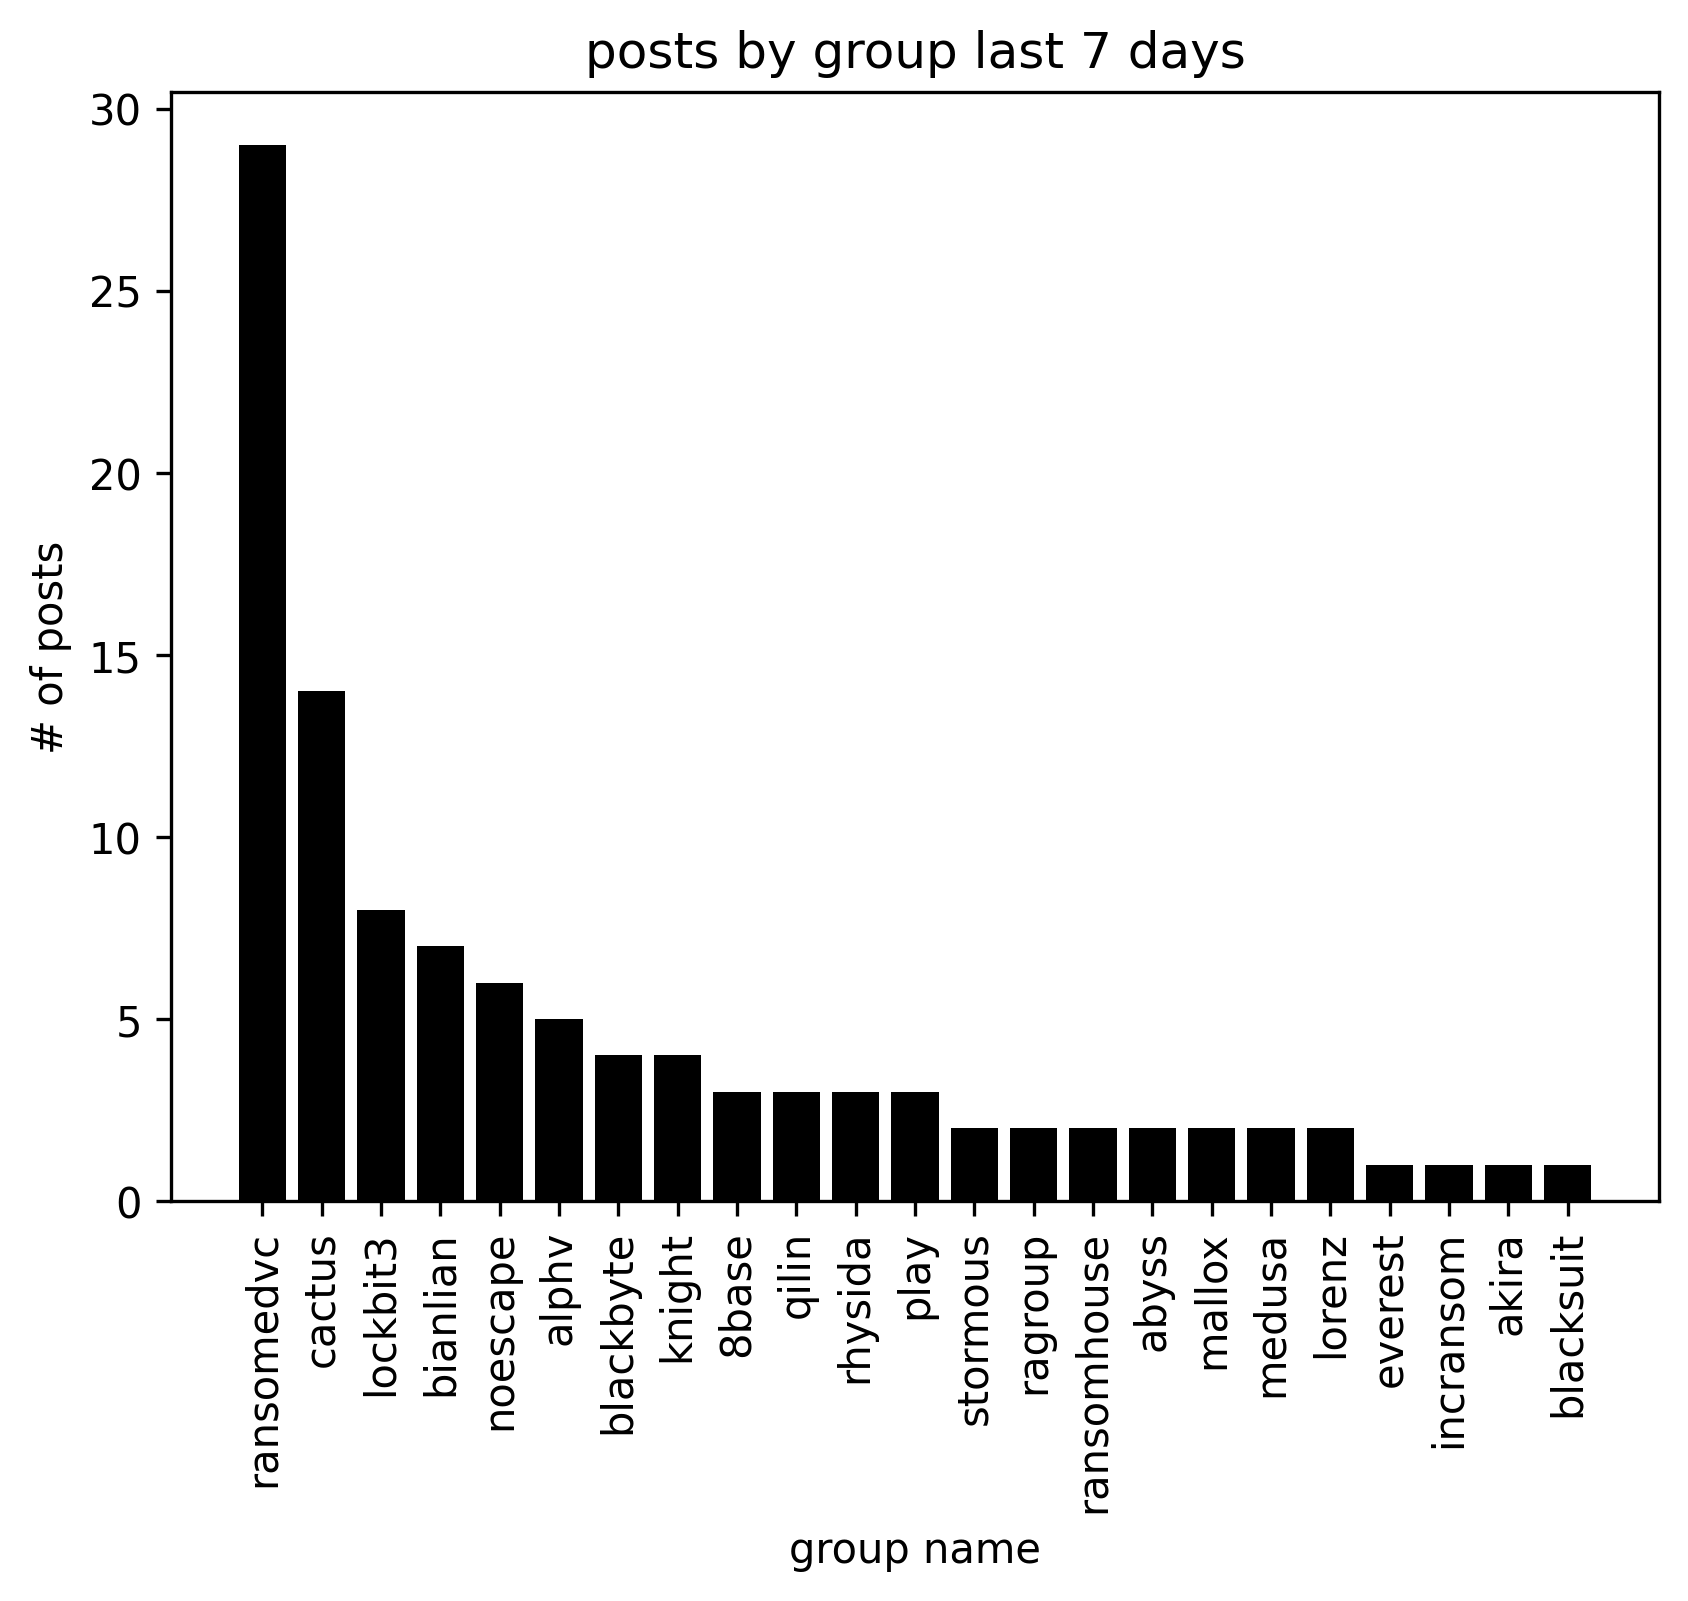 posts by group last 7 days
30
25
20
15
10
5
0
# of posts
ransomedvc
cactus
lockbit3
bianlian
noescape
alphv
blackbyte
knight
8base
qilin
rhysida
play
stormous
ragroup
ransomhouse
abyss
mallox
medusa
lorenz
everest
incransom
akira
blacksuit
group name